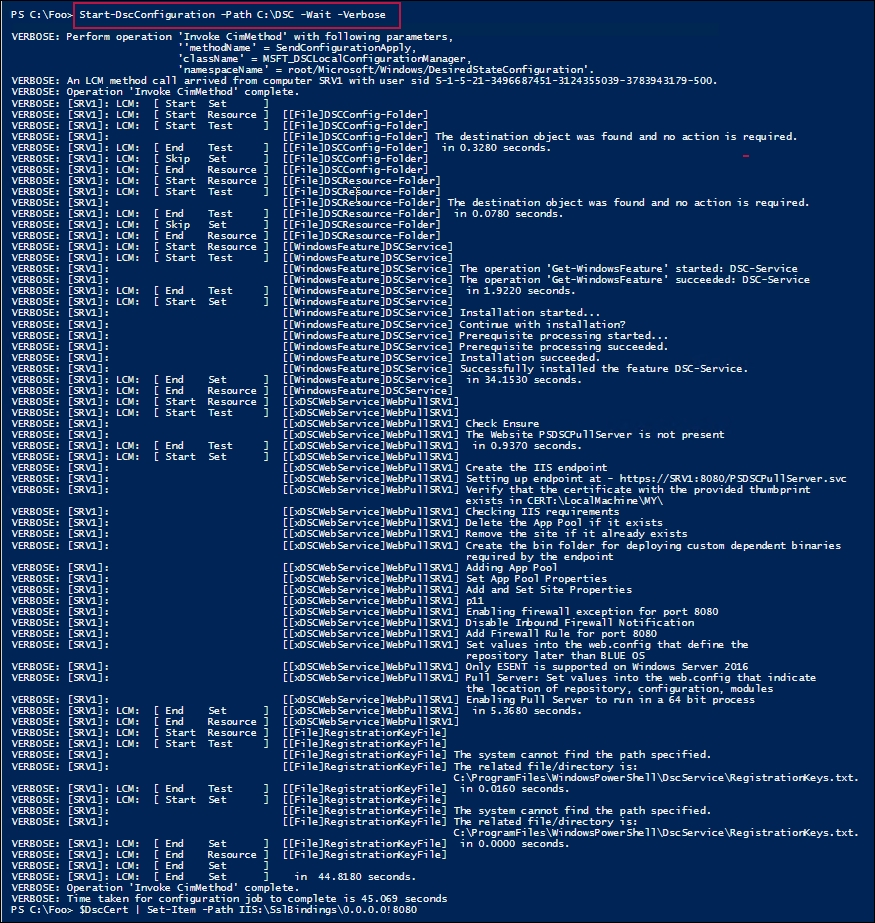 PS C:\Foo> Start-DscConfiguration -Path C:\DSC -Wait -Verbose
VERBOSE: Perform operation 'Invoke CimMethod' with following parameters,
''methodName' = SendConfigurationApply,
'className' = MSFT_DSCLocalConfigurationManager,
'namespaceName' = root/Microsoft/Windows/DesiredStateConfiguration'.
VERBOSE: An LCM method call arrived from computer SRV1 with user sid S-1-5-21-3496687451-3124355039-3783943179-500.
VERBOSE: Operation 'Invoke CimMethod' complete.
VERBOSE: [SRV1]: LCM: [ Start Set ]
VERBOSE: [SRV1]: LCM: [ Start Resource ] [[File]DSCConfig-Folder]
VERBOSE: [SRV1]: LCM: [ Start Test ] [[File]DSCConfig-Folder]
VERBOSE: [SRV1]: [[File]DSCConfig-Folder] The destination object was found and no action is required.
VERBOSE: [SRV1]: LCM: [ End Test ] [[File]DSCConfig-Folder] in 0.3280 seconds.
VERBOSE: [SRV1]: LCM: [ Skip Set ] [[File]DSCConfig-Folder]
VERBOSE: [SRV1]: LCM: [ End Resource ] [[File]DSCConfig-Folder]
VERBOSE: [SRV1]: LCM: [ Start Resource ] [[File]DSCResource-Folder]
VERBOSE: [SRV1]: LCM: [ Start Test ] [[File]DSCResource-Folder]
VERBOSE: [SRV1]: [[File]DSCResource-Folder] The destination object was found and no action is required.
VERBOSE: [SRV1]: LCM: [ End Test ] [[File]DSCResource-Folder] in 0.0780 seconds.
VERBOSE: [SRV1]: LCM: [ Skip Set ] [[File]DSCResource-Folder]
VERBOSE: [SRV1]: LCM: [ End Resource ] [[File]DSCResource-Folder]
VERBOSE: [SRV1]: LCM: [ Start Resource ] [[WindowsFeature]DSCService]
VERBOSE: [SRV1]: LCM: [ Start Test ] [[WindowsFeature]DSCService]
VERBOSE: [SRV1]: [[WindowsFeature]DSCService] The operation 'Get-WindowsFeature' started: DSC-Service
VERBOSE: [SRV1]: [[WindowsFeature]DSCService] The operation 'Get-WindowsFeature' succeeded: DSC-Service
VERBOSE: [SRV1]: LCM: [ End Test ] [[WindowsFeature]DSCService] in 1.9220 seconds.
VERBOSE: [SRV1]: LCM: [ Start Set ] [[WindowsFeature]DSCService]
VERBOSE: [SRV1]: [[WindowsFeature]DSCService] Installation started...
VERBOSE: [SRV1]: [[WindowsFeature]DSCService] Continue with installation?
VERBOSE: [SRV1]: [[WindowsFeature]DSCService] Prerequisite processing started...
VERBOSE: [SRV1]: [[WindowsFeature]DSCService] Prerequisite processing succeeded.
VERBOSE: [SRV1]: [[WindowsFeature]DSCService] Installation succeeded.
VERBOSE: [SRV1]: [[WindowsFeature]DSCService] Successfully installed the feature DSC-Service.
VERBOSE: [SRV1]: LCM: [ End Set ] [[WindowsFeature]DSCService] in 34.1530 seconds.
VERBOSE: [SRV1]: LCM: [ End Resource ] [[WindowsFeature]DSCService]
VERBOSE: [SRV1]: LCM: [ Start Resource ] [[xDSCWebService]WebPullSRV1]
VERBOSE: [SRV1]: LCM: [ Start Test ] [[xDSCWebService]WebPullSRV1]
VERBOSE: [SRV1]: [[xDSCWebService]WebPullSRV1] Check Ensure
VERBOSE: [SRV1]: [[xDSCWebService]WebPullSRV1] The Website PSDSCPullServer is not present
VERBOSE: [SRV1]: LCM: [ End Test ] [[xDSCWebService]WebPullSRV1] in 0.9370 seconds.
VERBOSE: [SRV1]: LCM: [ Start Set ] [[xDSCWebService]WebPullSRV1]
VERBOSE: [SRV1]: [[xDSCWebService]WebPullSRV1] Create the IIS endpoint
VERBOSE: [SRV1]: [[xDSCWebService]WebPullSRV1] Setting up endpoint at - https://SRV1:8080/PSDSCPullServer.svc
VERBOSE: [SRV1]: [[xDSCWebService]WebPullSRV1] Verify that the certificate with the provided thumbprint
exists in CERT:\LocalMachine\MY\
VERBOSE: [SRV1]: [[xDSCWebService]WebPullSRV1] Checking IIS requirements
VERBOSE: [SRV1]: [[xDSCWebService]WebPullSRV1] Delete the App Pool if it exists
VERBOSE: [SRV1]: [[xDSCWebService]WebPullSRV1] Remove the site if it already exists
VERBOSE: [SRV1]: [[xDSCWebService]WebPullSRV1] Create the bin folder for deploying custom dependent binaries
required by the endpoint
VERBOSE: [SRV1]: [[xDSCWebService]WebPullSRV1] Adding App Pool
VERBOSE: [SRV1]: [[xDSCWebService]WebPullSRV1] Set App Pool Properties
VERBOSE: [SRV1]: [[xDSCWebService]WebPullSRV1] Add and Set Site Properties
VERBOSE: [SRV1]: [[xDSCWebService]WebPullSRV1] p11
VERBOSE: [SRV1]: [[xDSCWebService]WebPullSRV1] Enabling firewall exception for port 8080
VERBOSE: [SRV1]: [[xDSCWebService]WebPullSRV1] Disable Inbound Firewall Notification
VERBOSE: [SRV1]: [[xDSCWebService]WebPullSRV1] Add Firewall Rule for port 8080
VERBOSE: [SRV1]: [[xDSCWebService]WebPullSRV1] Set values into the web.config that define the
repository later than BLUE OS
VERBOSE: [SRV1]: [[xDSCWebService]WebPullSRV1] Only ESENT is supported on Windows Server 2016
VERBOSE: [SRV1]: [[xDSCWebService]WebPullSRV1] Pull Server: Set values into the web.config that indicate
the location of repository, configuration, modules
VERBOSE: [SRV1]: [[xDSCWebService]WebPullSRV1] Enabling Pull Server to run in a 64 bit process
VERBOSE: [SRV1]: LCM: [ End Set ] [[xDSCWebService]WebPullSRV1] in 5.3680 seconds.
VERBOSE: [SRV1]: LCM: [ End Resource ] [[xDSCWebService]WebPullSRV1]
VERBOSE: [SRV1]: LCM: [ Start Resource ] [[File]RegistrationKeyFile]
VERBOSE: [SRV1]: LCM: [ Start Test ] [[File]RegistrationKeyFile]
VERBOSE: [SRV1]: [[File]RegistrationKeyFile] The system cannot find the path specified.
VERBOSE: [SRV1]: [[File]RegistrationKeyFile] The related file/directory is:
C:\ProgramFiles\WindowsPowerShell\DscService\RegistrationKeys.txt.
VERBOSE: [SRV1]: LCM: [ End Test ] [[File]RegistrationKeyFile] in 0.0160 seconds.
VERBOSE: [SRV1]: LCM: [ Start Set ] [[File]RegistrationKeyFile]
VERBOSE: [SRV1]: [[File]RegistrationKeyFile] The system cannot find the path specified.
VERBOSE: [SRV1]: [[File]RegistrationKeyFile] The related file/directory is:
C:\ProgramFiles\WindowsPowerShell\DscService\RegistrationKeys.txt.
VERBOSE: [SRV1]: LCM: [ End Set ] [[File]RegistrationKeyFile] in 0.0000 seconds.
VERBOSE: [SRV1]: LCM: [ End Resource ] [[File]RegistrationKeyFile]
VERBOSE: [SRV1]: LCM: [ End Set ]
VERBOSE: [SRV1]: LCM: [ End Set ] in 44.8180 seconds.
VERBOSE: Operation 'Invoke CimMethod' complete.
VERBOSE: Time taken for configuration job to complete is 45.069 seconds
PS C:\Foo> $DscCert | Set-Item -Path IIS:\SslBindings\0.0.0.0!8080